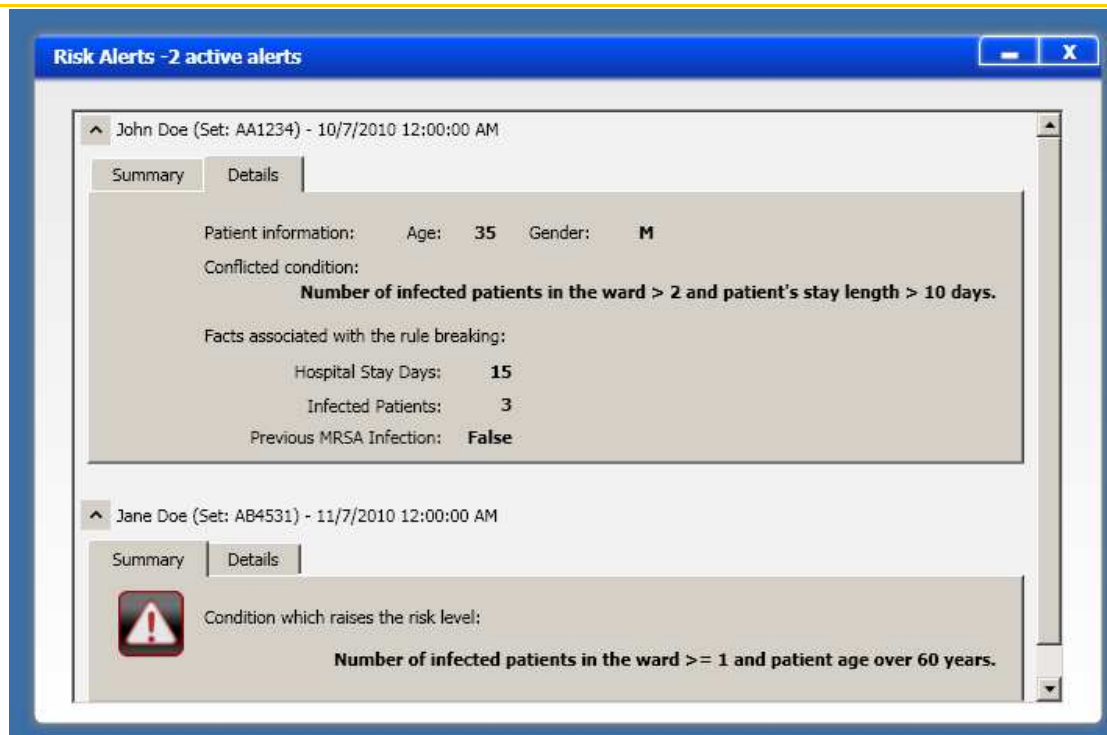 Risk Alerts -2 active alerts
X
John Doe (Set: AA1234) - 10/7/2010 12:00:00 AM
Summary Details
Patient information: Age: 35 Gender: M
Conflicted condition:
Number of infected patients in the ward > 2 and patient's stay length > 10 days.
Facts associated with the rule breaking:
Hospital Stay Days: 15
Infected Patients: 3
Previous MRSA Infection: False
Jane Doe (Set: AB4531) - 11/7/2010 12:00:00 AM
Summary Details
Condition which raises the risk level:
Number of infected patients in the ward >= 1 and patient age over 60 years.